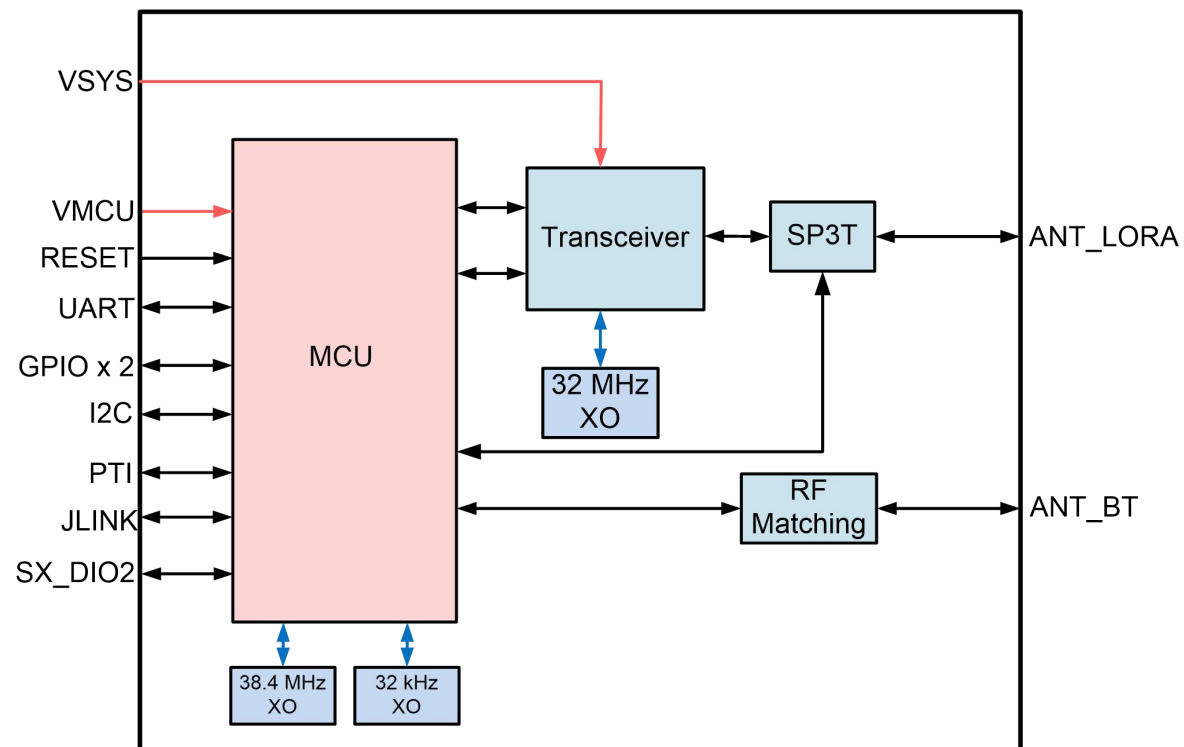 VSYS
VMCU
RESET
UART
GPIO x 2
I2C
PTI
JLINK
SX_DIO2
MCU
Transceiver
SP3T
ANT_LORA
32 MHz
XO
RF
Matching
ANT_BT
38.4 MHz
XO
32 kHz
XO